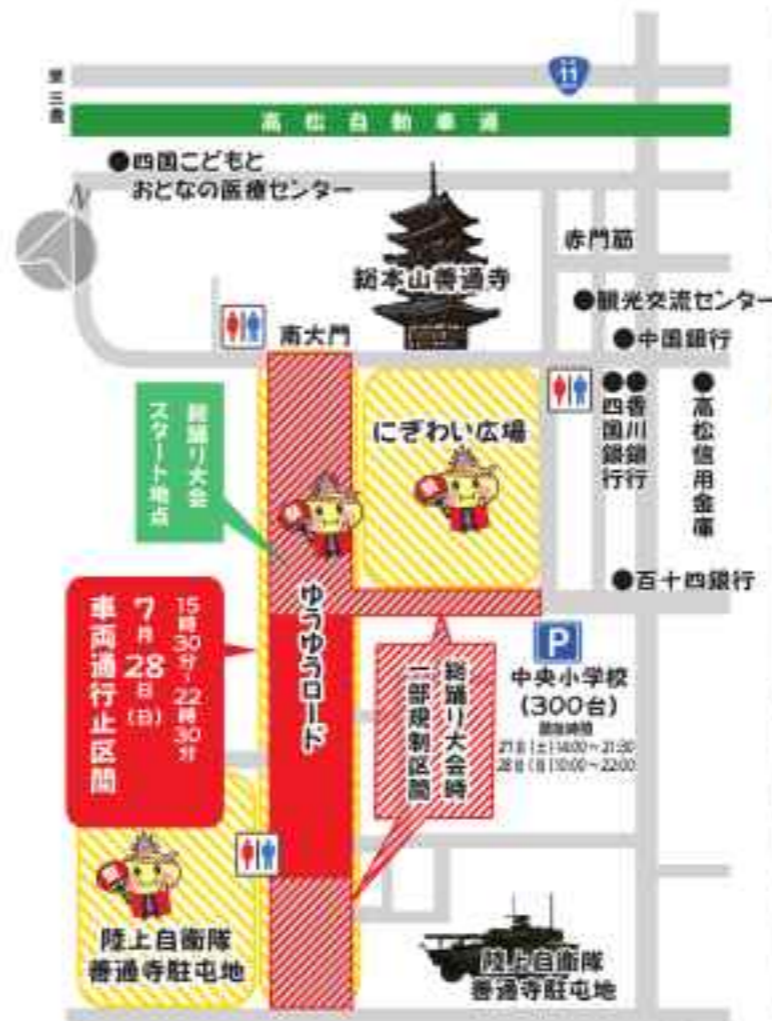 11
至三豊
高松自動車道
●四国こどもと
おとなの医療センター
N
赤門筋
総本山善通寺
●観光交流センター
●中国銀行
南大門
にぎわい広場
●四国銀行
●香川銀行
●高松信用金庫
総踊り大会
スタート地点
●百十四銀行
ゆうゆうロード
15時30分～22時30分
7月28日(日)
車両通行止区間
総踊り大会時
一部規制区間
P
中央小学校
(300台)
開放時間
27日(土)14:00～21:30
28日(日)10:00～22:00
陸上自衛隊
善通寺駐屯地
陸上自衛隊
善通寺駐屯地